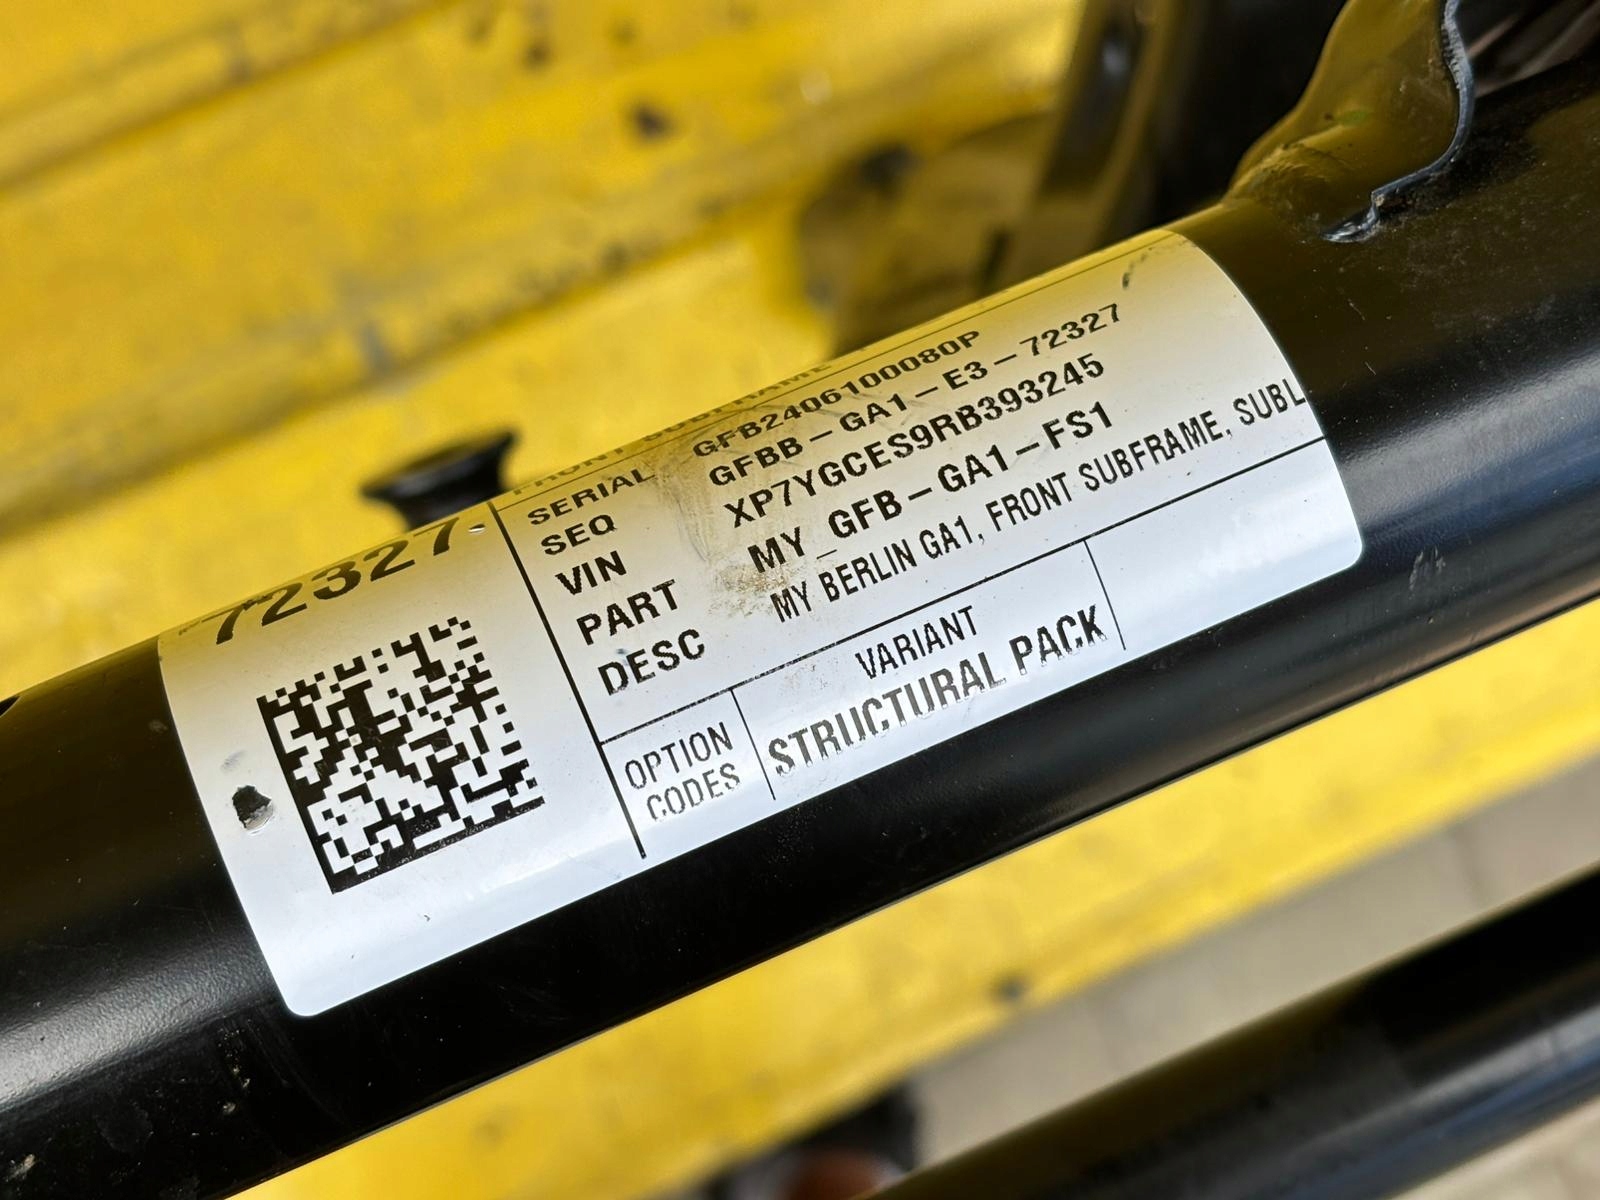 72327
FRONT SUBFRAME
SERIAL GFB2406100080P
SEQ GFBB-GA1-E3-72327
VIN XP7YGCES9RB393245
PART MY_GFB-GA1-FS1
DESC MY BERLIN GA1, FRONT SUBFRAME, SUBL
OPTION CODES
VARIANT
STRUCTURAL PACK